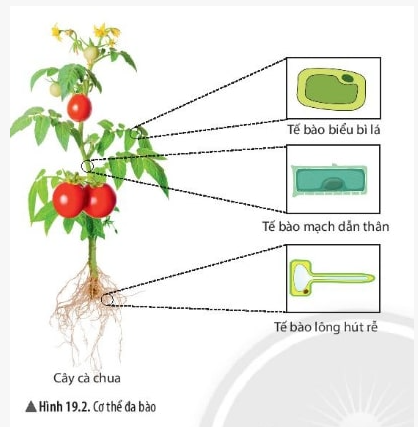 Tế bào biểu bì lá
Tế bào mạch dẫn thân
Tế bào lông hút rễ
Cây cà chua
▲Hình 19.2. Cơ thể đa bào